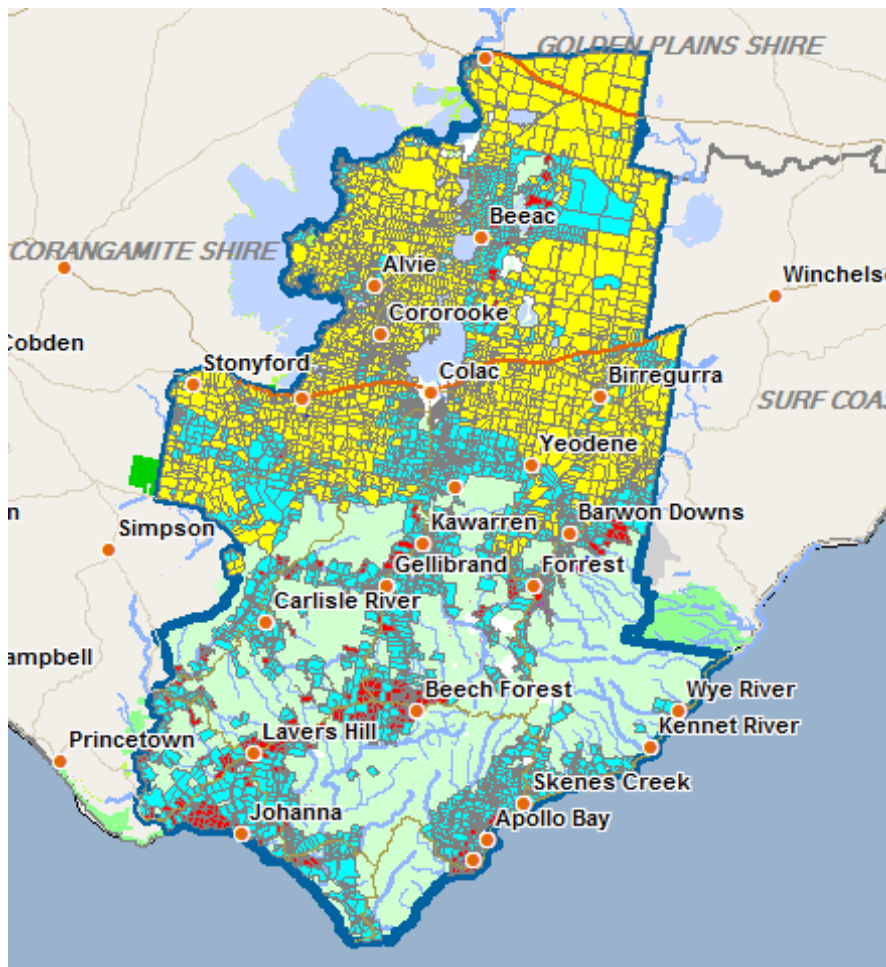 GOLDEN PLAINS SHIRE
Beeac
CORANGAMITE SHIRE
Alvie
Winchelse
Cororooke
Cobden
Stonyford
Colac
Birregurra
SURF COAS
Yeodene
n
Barwon Downs
Simpson
Kawarren
Gellibrand
Forrest
Carlisle River
ampbell
Beech Forest
Wye River
Kennet River
Lavers Hill
Princetown
Skenes Creek
Johanna
Apollo Bay